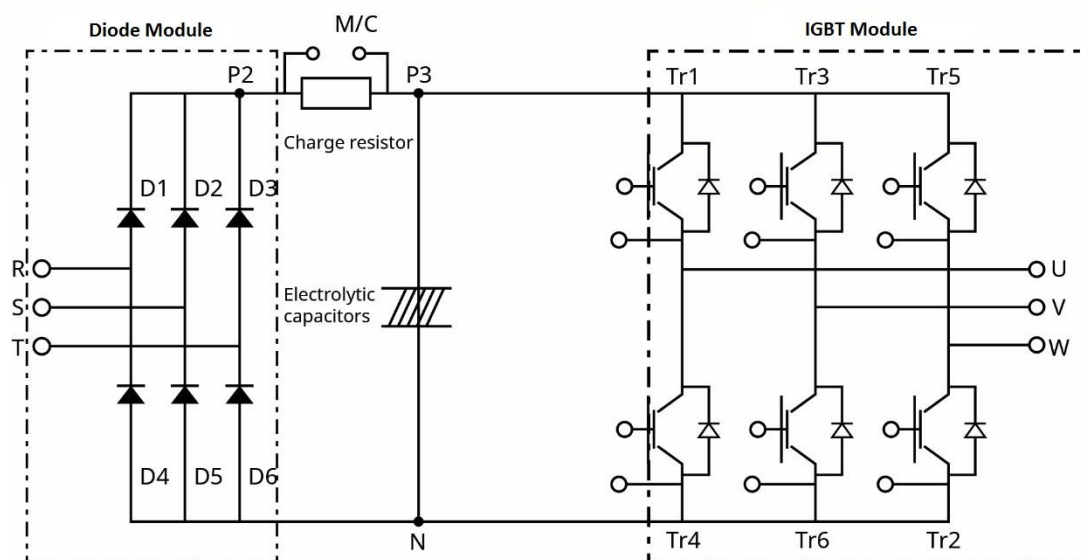 Diode Module
M/C
IGBT Module
P2
P3
Tr1
Tr3
Tr5
Charge resistor
D1
D2
D3
R
S
T
Electrolytic
capacitors
U
V
W
D4
D5
D6
N
Tr4
Tr6
Tr2